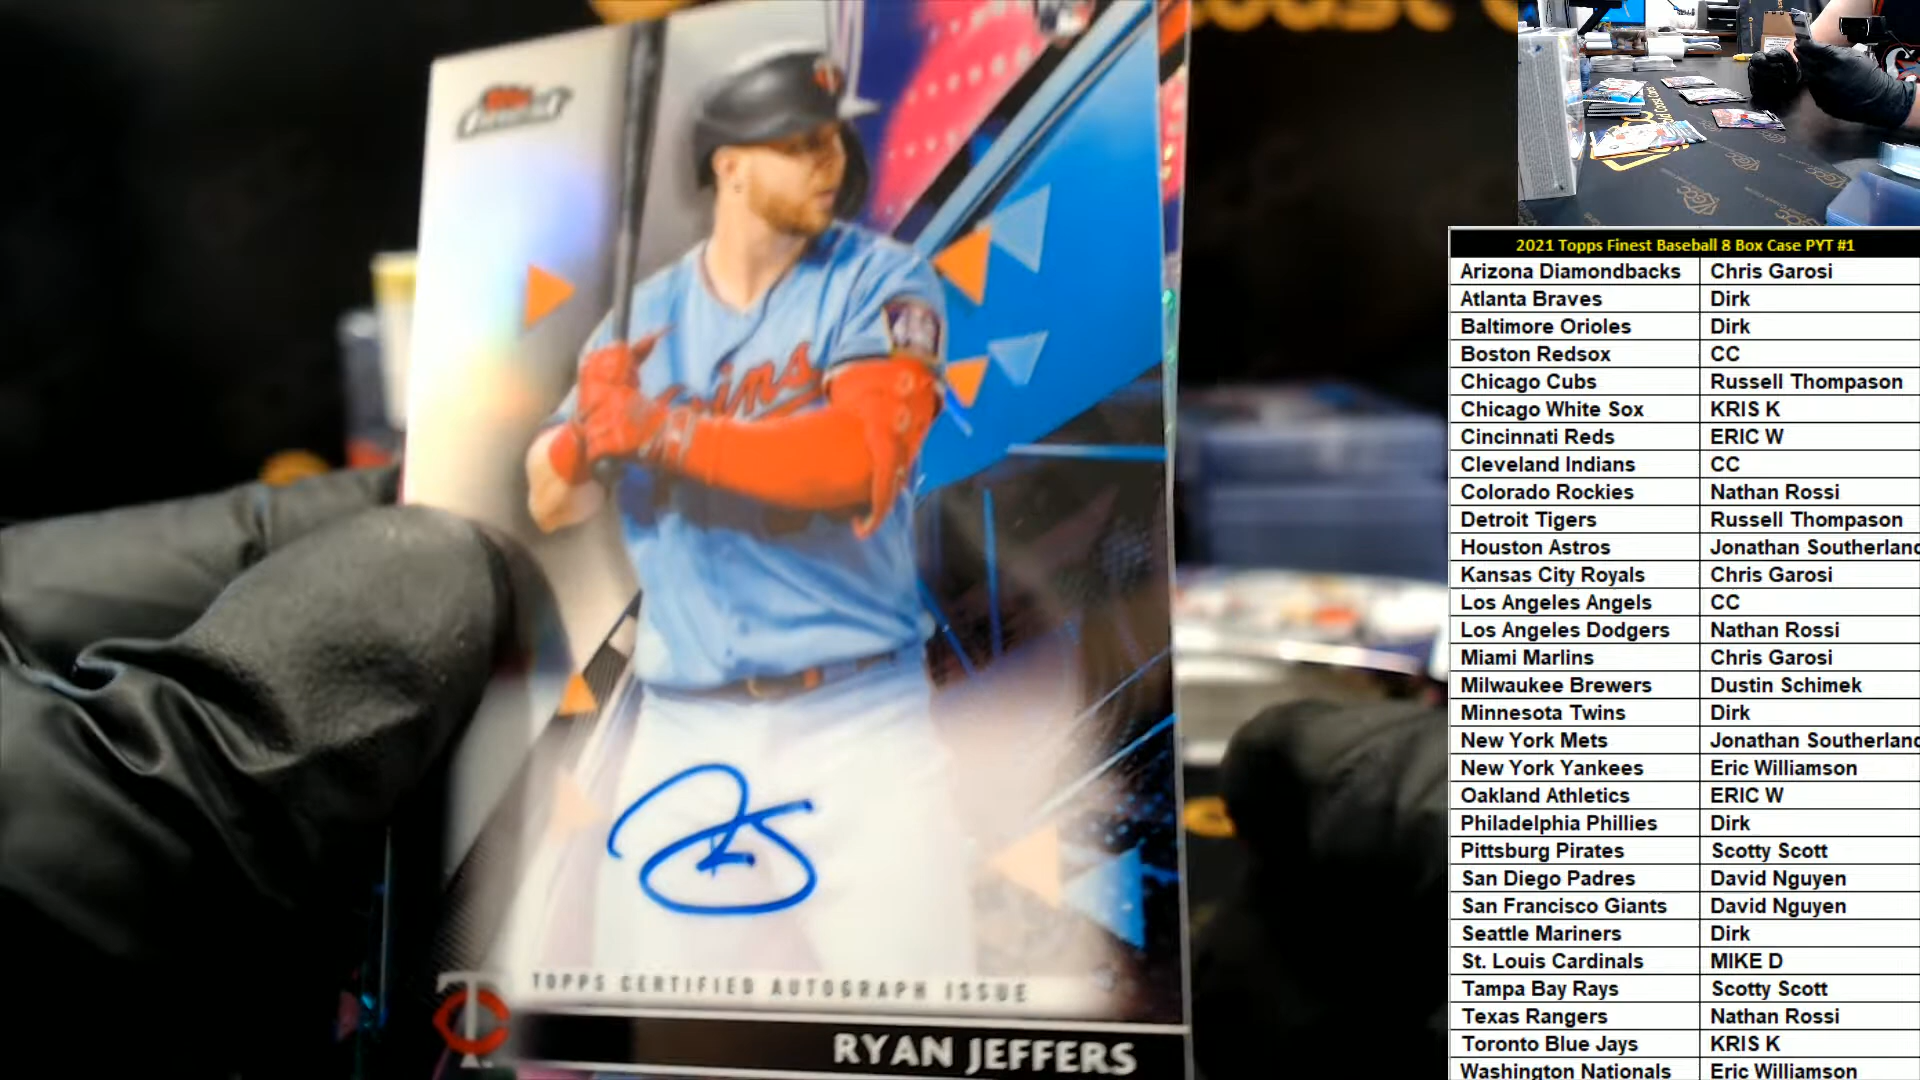 Finest
Twins
TOPPS CERTIFIED AUTOGRAPH ISSUE
RYAN JEFFERS
2021 Topps Finest Baseball 8 Box Case PYT #1
Arizona Diamondbacks Chris Garosi
Atlanta Braves Dirk
Baltimore Orioles Dirk
Boston Redsox CC
Chicago Cubs Russell Thompason
Chicago White Sox KRIS K
Cincinnati Reds ERIC W
Cleveland Indians CC
Colorado Rockies Nathan Rossi
Detroit Tigers Russell Thompason
Houston Astros Jonathan Southerland
Kansas City Royals Chris Garosi
Los Angeles Angels CC
Los Angeles Dodgers Nathan Rossi
Miami Marlins Chris Garosi
Milwaukee Brewers Dustin Schimek
Minnesota Twins Dirk
New York Mets Jonathan Southerland
New York Yankees Eric Williamson
Oakland Athletics ERIC W
Philadelphia Phillies Dirk
Pittsburg Pirates Scotty Scott
San Diego Padres David Nguyen
San Francisco Giants David Nguyen
Seattle Mariners Dirk
St. Louis Cardinals MIKE D
Tampa Bay Rays Scotty Scott
Texas Rangers Nathan Rossi
Toronto Blue Jays KRIS K
Washington Nationals Eric Williamson